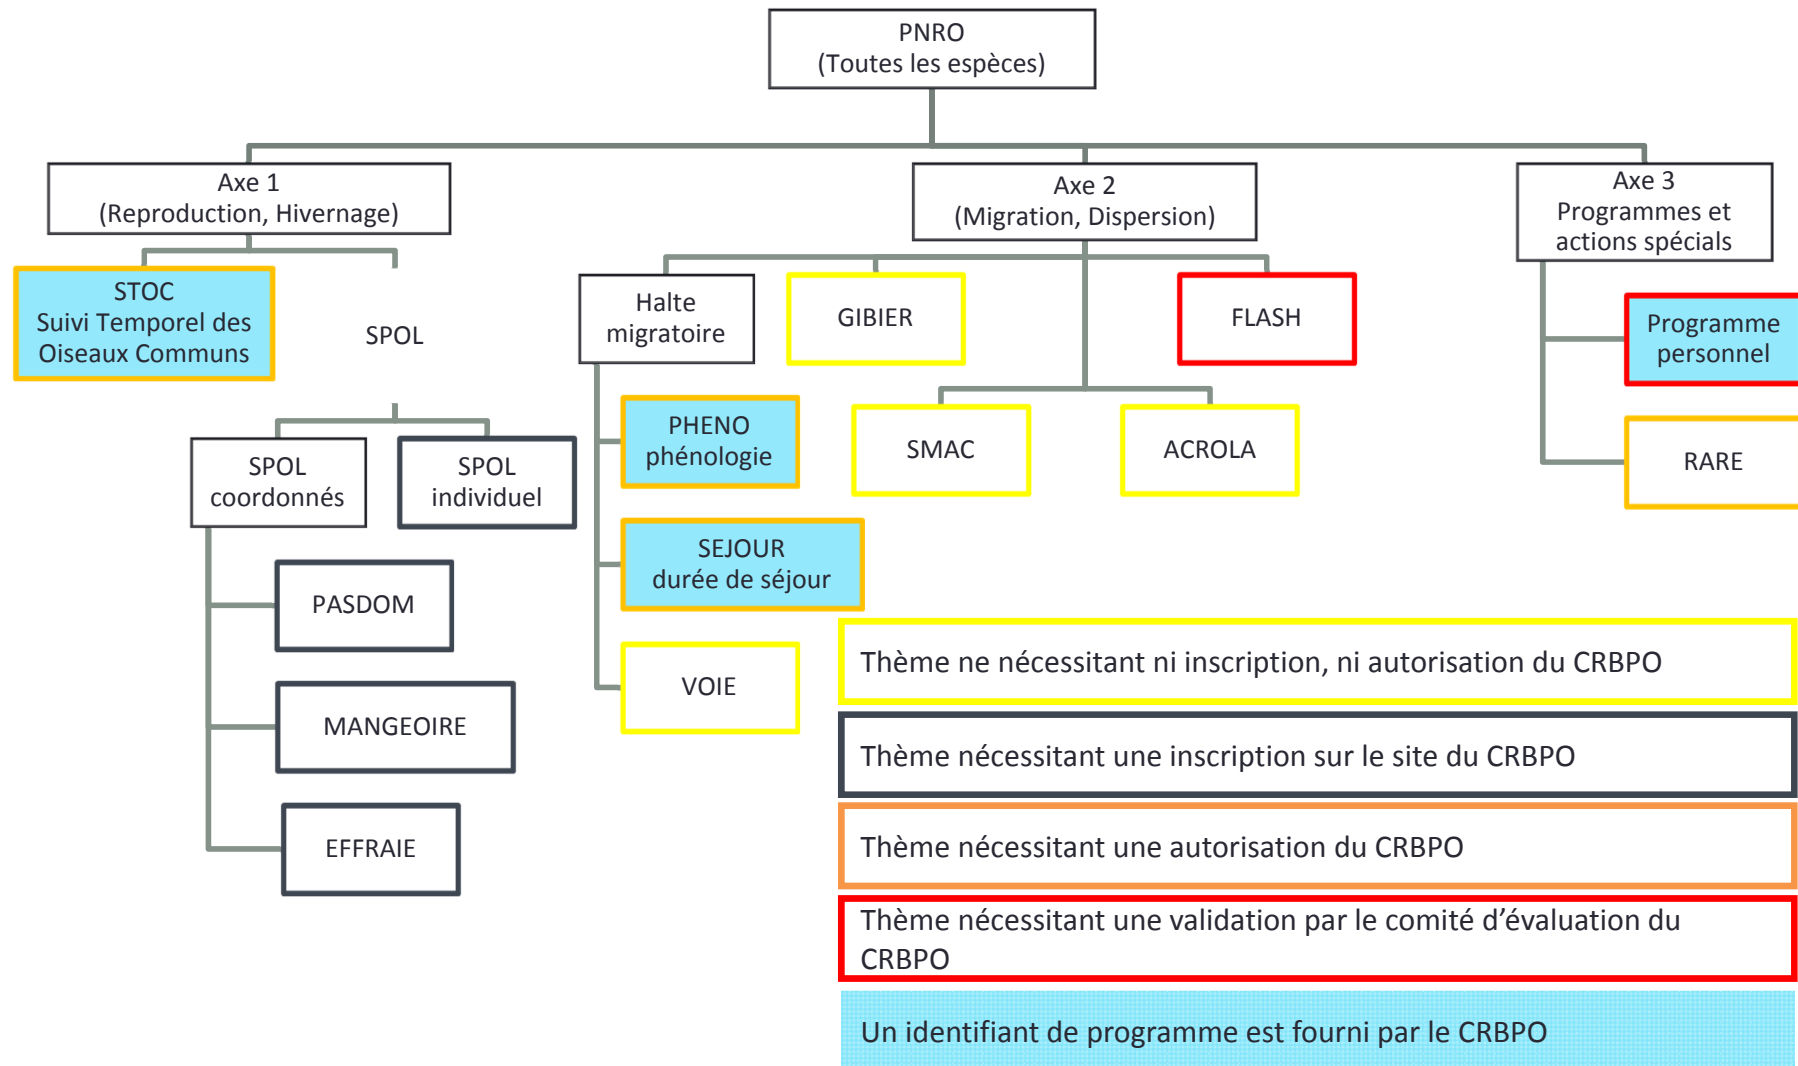 PNRO
(Toutes les espèces)
Axe 1
(Reproduction, Hivernage)
Axe 2
(Migration, Dispersion)
Axe 3
Programmes et
actions spécials
STOC
Suivi Temporel des
Oiseaux Communs
SPOL
Halte
migratoire
GIBIER
FLASH
Programme
personnel
SPOL
coordonnés
SPOL
individuel
PHENO
phénologie
SMAC
ACROLA
RARE
PASDOM
SEJOUR
durée de séjour
MANGEOIRE
VOIE
EFFRAIE
Thème ne nécessitant ni inscription, ni autorisation du CRBPO
Thème nécessitant une inscription sur le site du CRBPO
Thème nécessitant une autorisation du CRBPO
Thème nécessitant une validation par le comité d’évaluation du
CRBPO
Un identifiant de programme est fourni par le CRBPO